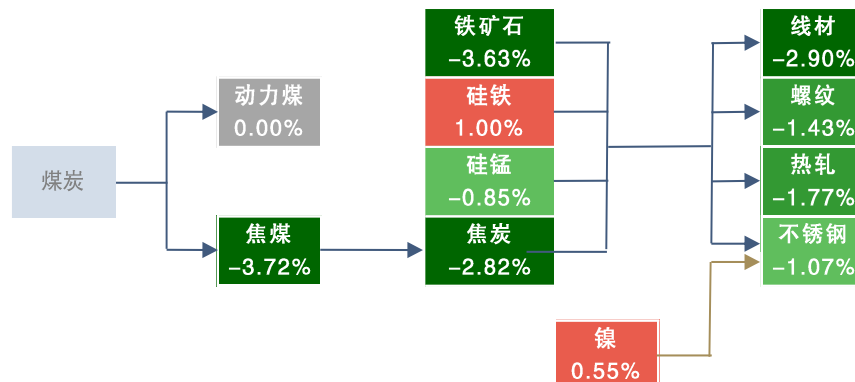 煤炭
动力煤
0.00%
焦煤
-3.72%
铁矿石
-3.63%
硅铁
1.00%
硅锰
-0.85%
焦炭
-2.82%
镍
0.55%
线材
-2.90%
螺纹
-1.43%
热轧
-1.77%
不锈钢
-1.07%